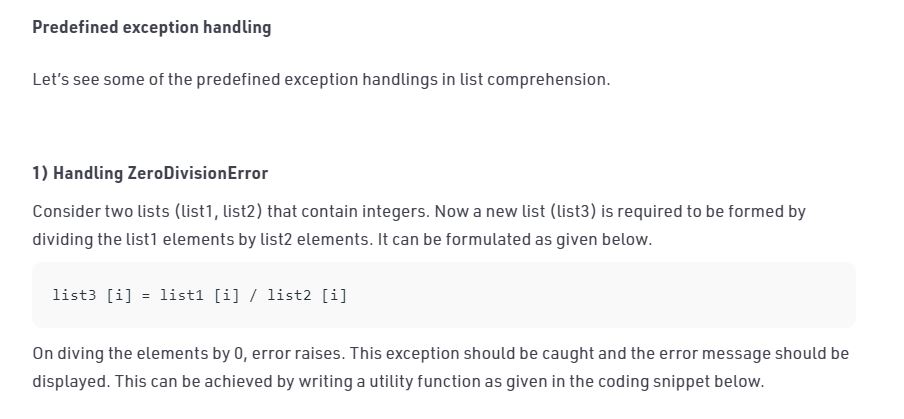 Predefined exception handling
Let's see some of the predefined exception handlings in list comprehension.
1) Handling ZeroDivisionError
Consider two lists (list1, list2) that contain integers. Now a new list (list3) is required to be formed by
dividing the list1 elements by list2 elements. It can be formulated as given below.
list3 [i] = list1 [i] / list2 [i]
On diving the elements by 0, error raises. This exception should be caught and the error message should be
displayed. This can be achieved by writing a utility function as given in the coding snippet below.